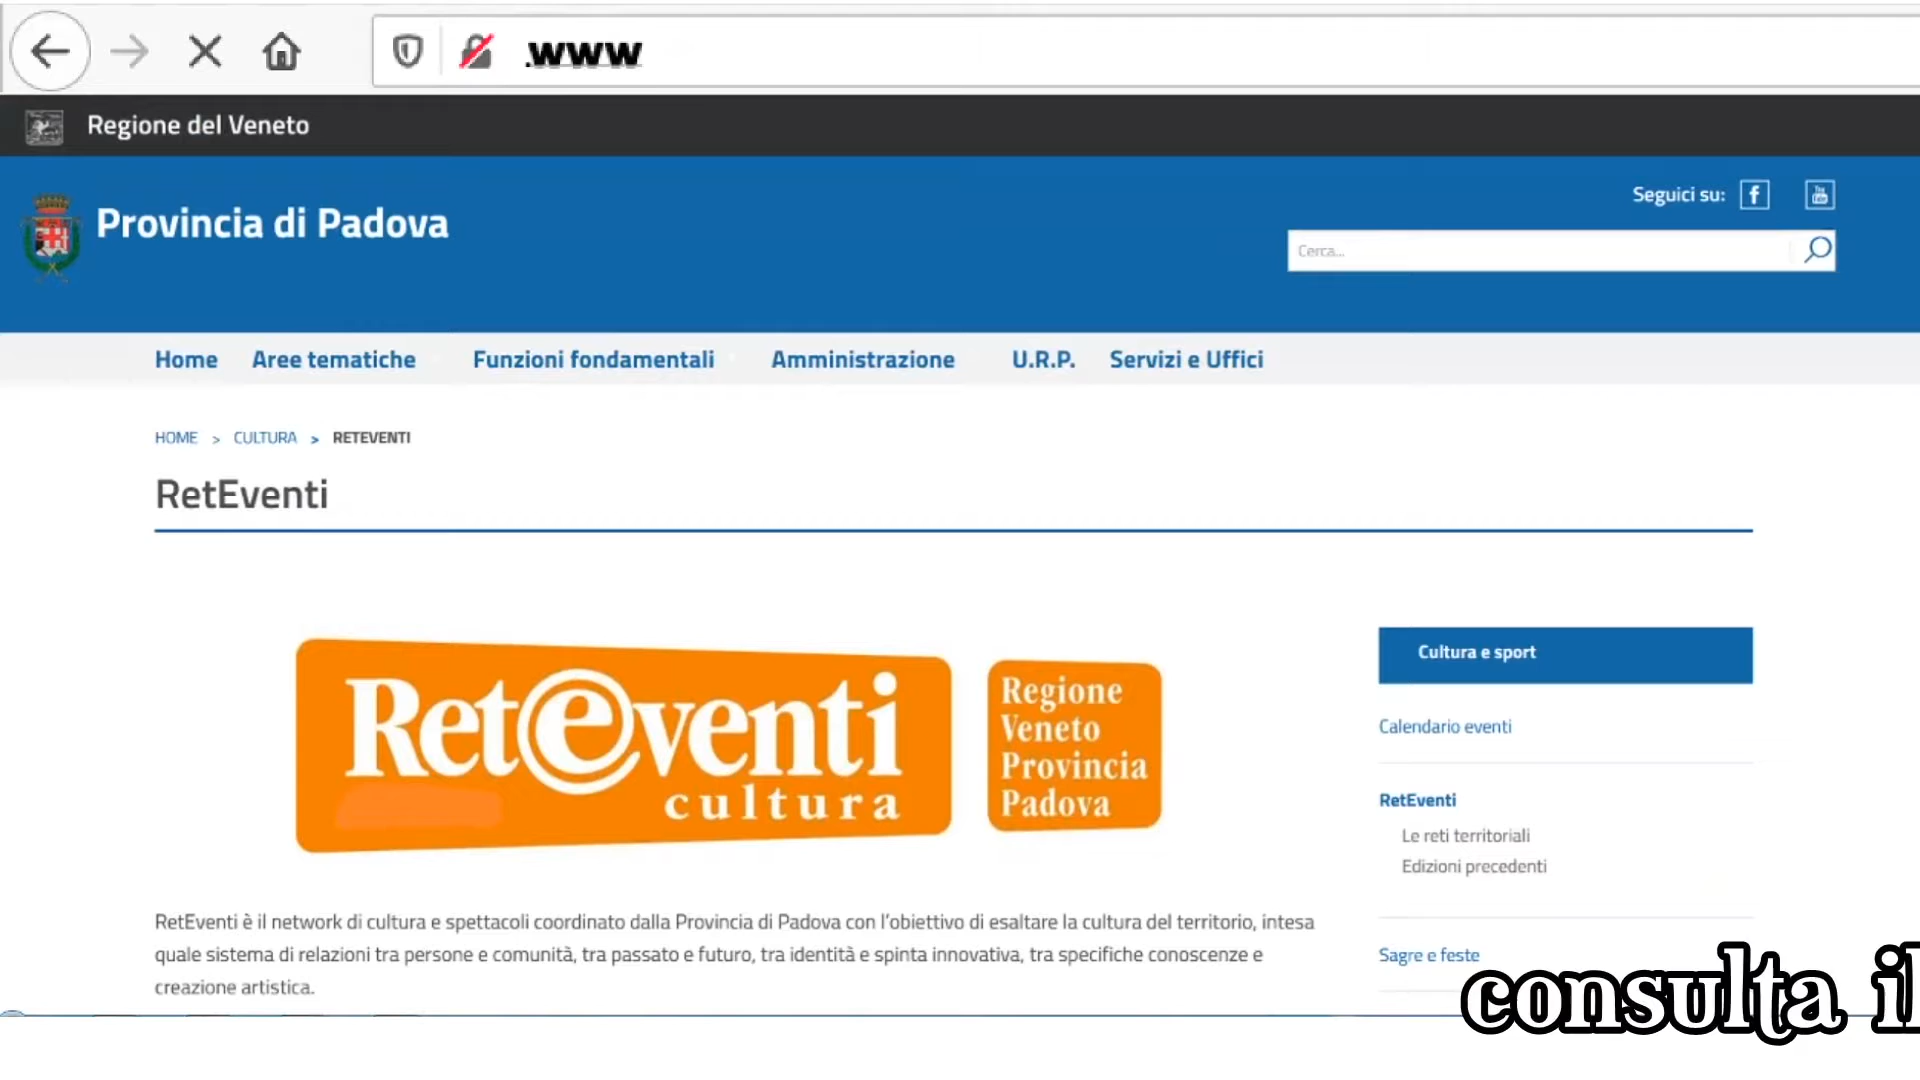 .www
Regione del Veneto
Provincia di Padova
Seguici su:
Cerca...
Home Aree tematiche Funzioni fondamentali Amministrazione U.R.P. Servizi e Uffici
HOME > CULTURA > RETEVENTI
RetEventi
Reteventi
cultura
Regione
Veneto
Provincia
Padova
RetEventi è il network di cultura e spettacoli coordinato dalla Provincia di Padova con l'obiettivo di esaltare la cultura del territorio, intesa
quale sistema di relazioni tra persone e comunità, tra passato e futuro, tra identità e spinta innovativa, tra specifiche conoscenze e
creazione artistica.
Cultura e sport
Calendario eventi
RetEventi
Le reti territoriali
Edizioni precedenti
Sagre e feste
consulta il